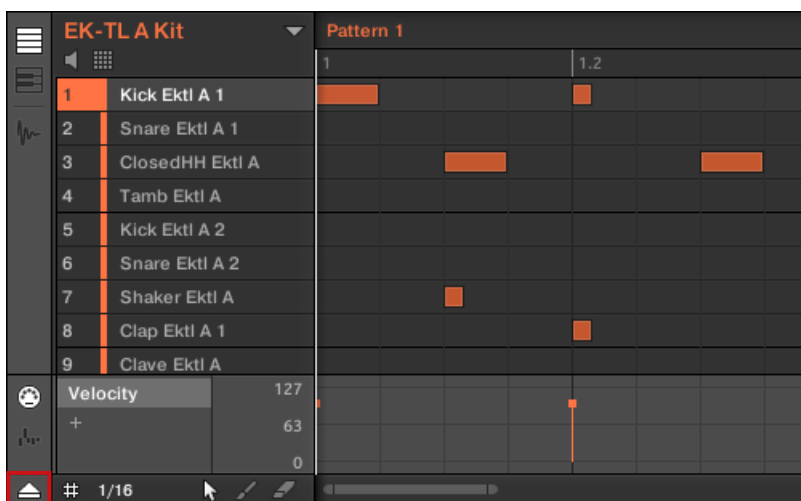 EK-TL A Kit
Pattern 1
1
1.2
1 Kick Ektl A 1
2 Snare Ektl A 1
3 ClosedHH Ektl A
4 Tamb Ektl A
5 Kick Ektl A 2
6 Snare Ektl A 2
7 Shaker Ektl A
8 Clap Ektl A 1
9 Clave Ektl A
Velocity
127
+
63
0
1/16